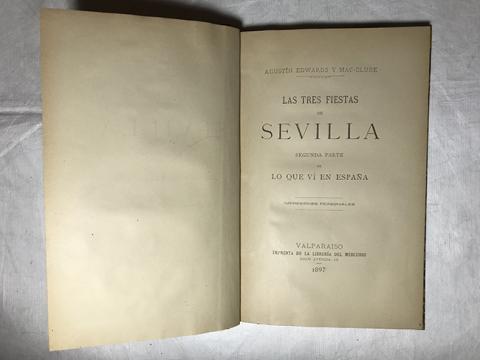 AGUSTÍN EDWARDS Y MAC-CLURE
LAS TRES FIESTAS
DE
SEVILLA
SEGUNDA PARTE
DE
LO QUE VÍ EN ESPAÑA
IMPRESIONES PERSONALES
VALPARAISO
IMPRENTA DE LA LIBRERÍA DEL MERCURIO
1897